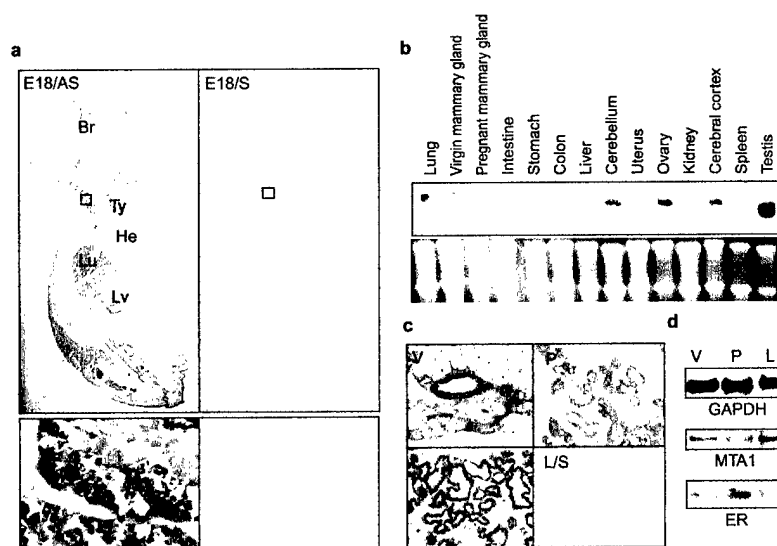 a
E18/AS
E18/S
Br
Ty
He
Lu
Lv
b
Lung
Virgin mammary gland
Pregnant mammary gland
Intestine
Stomach
Colon
Liver
Cerebellum
Uterus
Ovary
Kidney
Cerebral cortex
Spleen
Testis
c
V
P
L/S
d
V P L
GAPDH
MTA1
ER